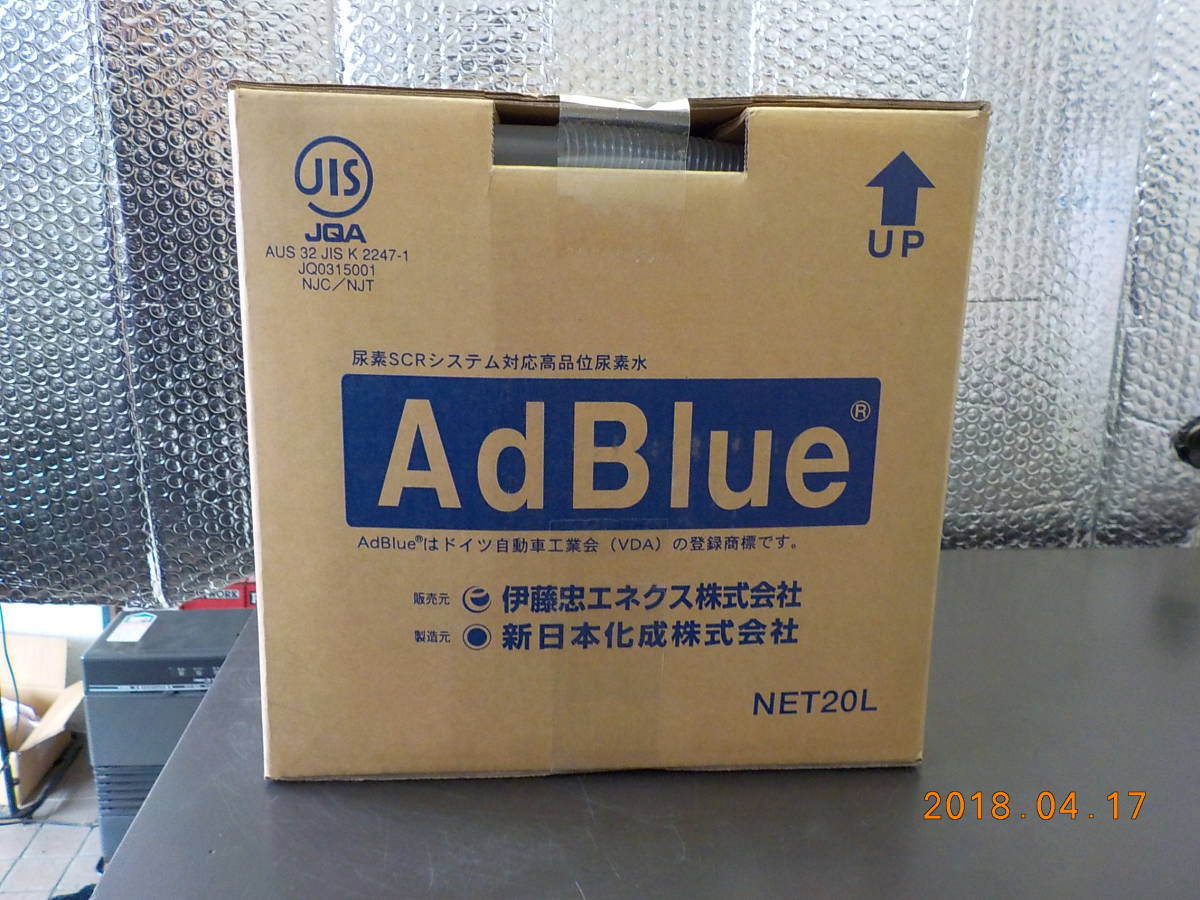 JIS
JQA
AUS 32 JIS K 2247-1
JQ0315001
NJC／NJT
UP
尿素SCRシステム対応高品位尿素水
AdBlue®
AdBlue®はドイツ自動車工業会（VDA）の登録商標です。
販売元 伊藤忠エネクス株式会社
製造元 新日本化成株式会社
NET20L
WORK
2018.04.17